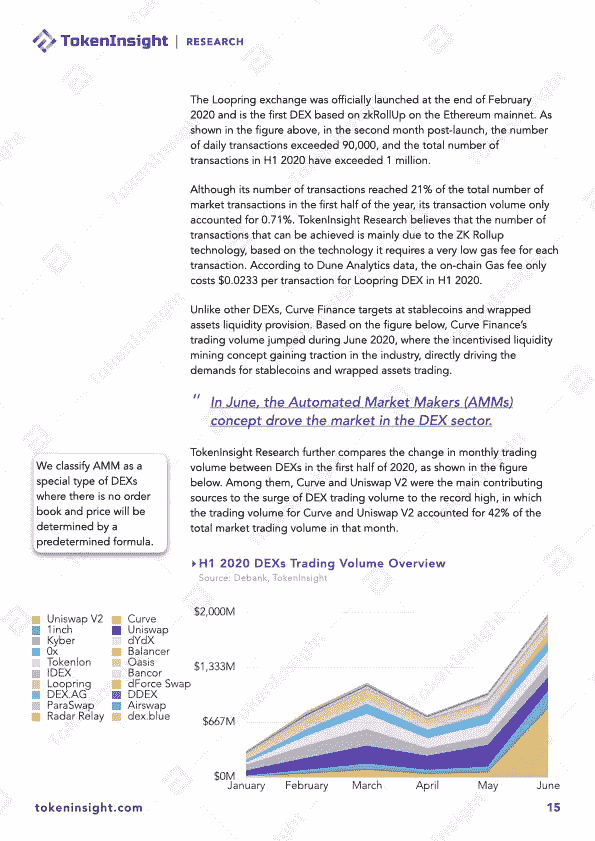 TokenInsight | RESEARCH
The Loopring exchange was officially launched at the end of February
2020 and is the first DEX based on zkRollUp on the Ethereum mainnet. As
shown in the figure above, in the second month post-launch, the number
of daily transactions exceeded 90,000, and the total number of
transactions in H1 2020 have exceeded 1 million.
Although its number of transactions reached 21% of the total number of
market transactions in the first half of the year, its transaction volume only
accounted for 0.71%. TokenInsight Research believes that the number of
transactions that can be achieved is mainly due to the ZK Rollup
technology, based on the technology it requires a very low gas fee for each
transaction. According to Dune Analytics data, the on-chain Gas fee only
costs $0.0233 per transaction for Loopring DEX in H1 2020.
Unlike other DEXs, Curve Finance targets at stablecoins and wrapped
assets liquidity provision. Based on the figure below, Curve Finance's
trading volume jumped during June 2020, where the incentivised liquidity
mining concept gaining traction in the industry, directly driving the
demands for stablecoins and wrapped assets trading.
" In June, the Automated Market Makers (AMMs)
concept drove the market in the DEX sector.
We classify AMM as a
special type of DEXs
where there is no order
book and price will be
determined by a
predetermined formula.
TokenInsight Research further compares the change in monthly trading
volume between DEXs in the first half of 2020, as shown in the figure
below. Among them, Curve and Uniswap V2 were the main contributing
sources to the surge of DEX trading volume to the record high, in which
the trading volume for Curve and Uniswap V2 accounted for 42% of the
total market trading volume in that month.
H1 2020 DEXs Trading Volume Overview
Source: Debank, TokenInsight
Uniswap V2 Curve
1inch Uniswap
Kyber dYdX
0x Balancer
Tokenlon Oasis
IDEX Bancor
Loopring dForce Swap
DEX.AG DDEX
ParaSwap Airswap
Radar Relay dex.blue
$2,000M
$1,333M
$667M
$0M
January February March April May June
tokeninsight.com 15